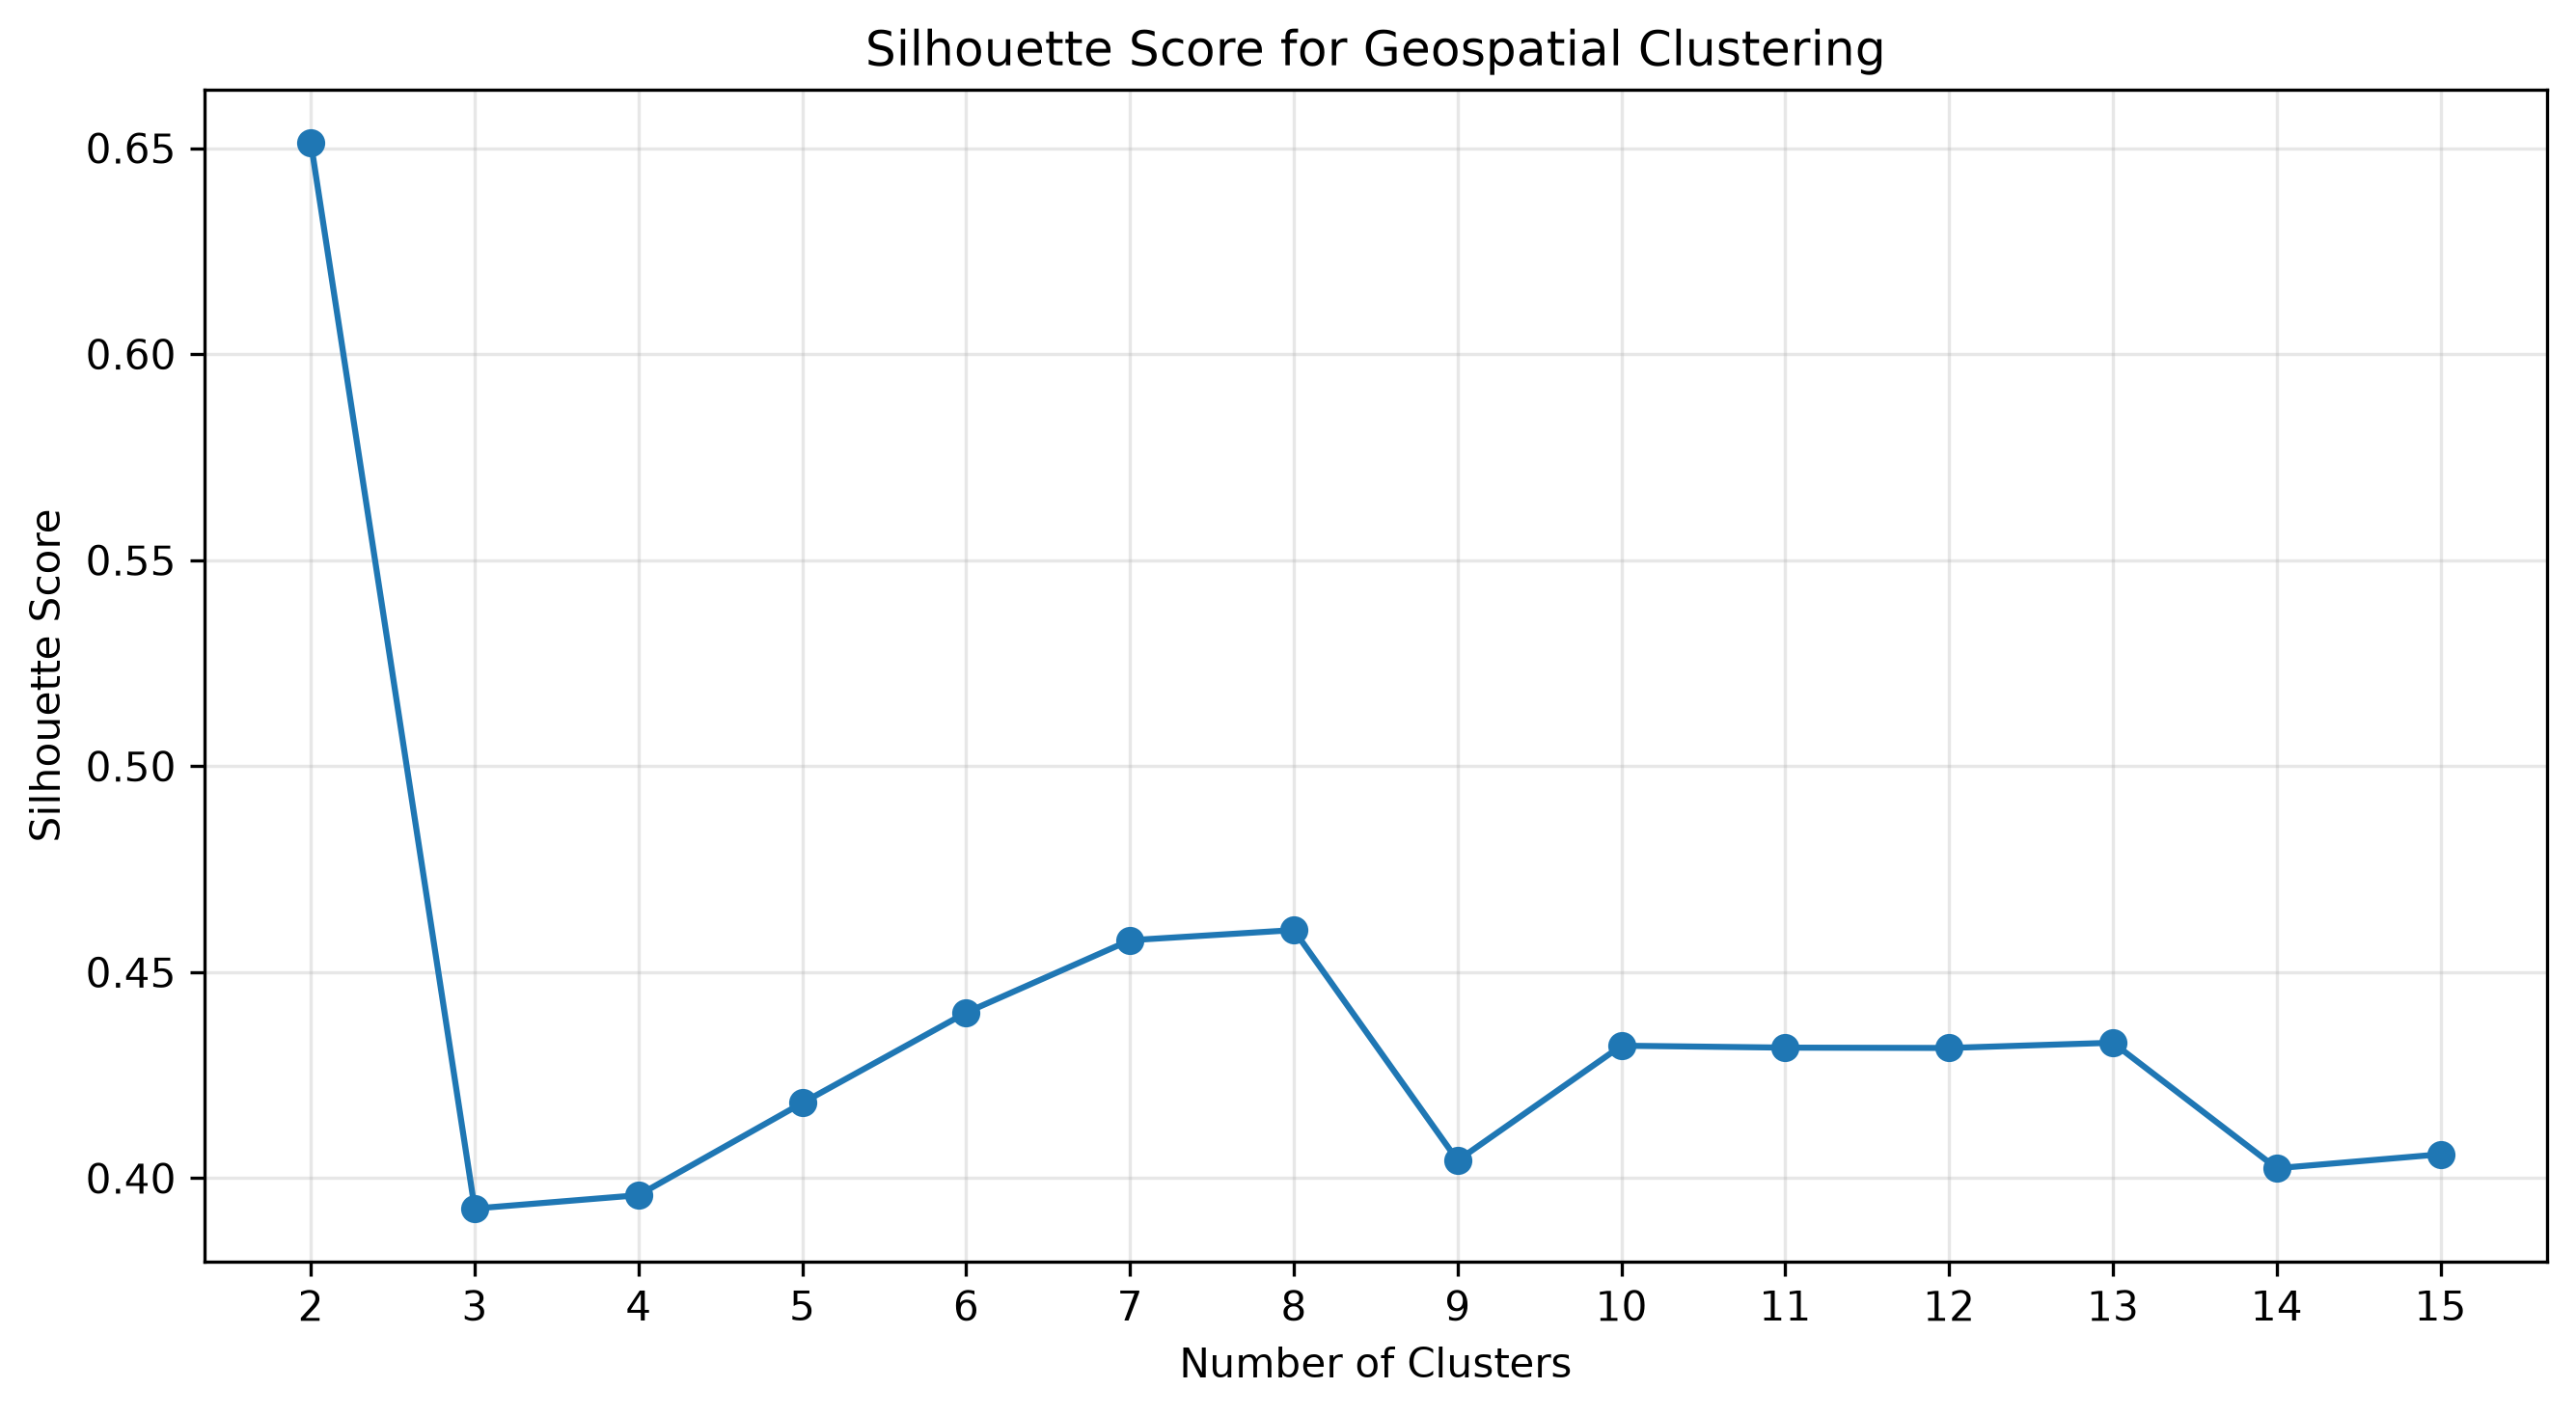 Silhouette Score for Geospatial Clustering
0.65
0.60
0.55
0.50
0.45
0.40
Silhouette Score
2 3 4 5 6 7 8 9 10 11 12 13 14 15
Number of Clusters